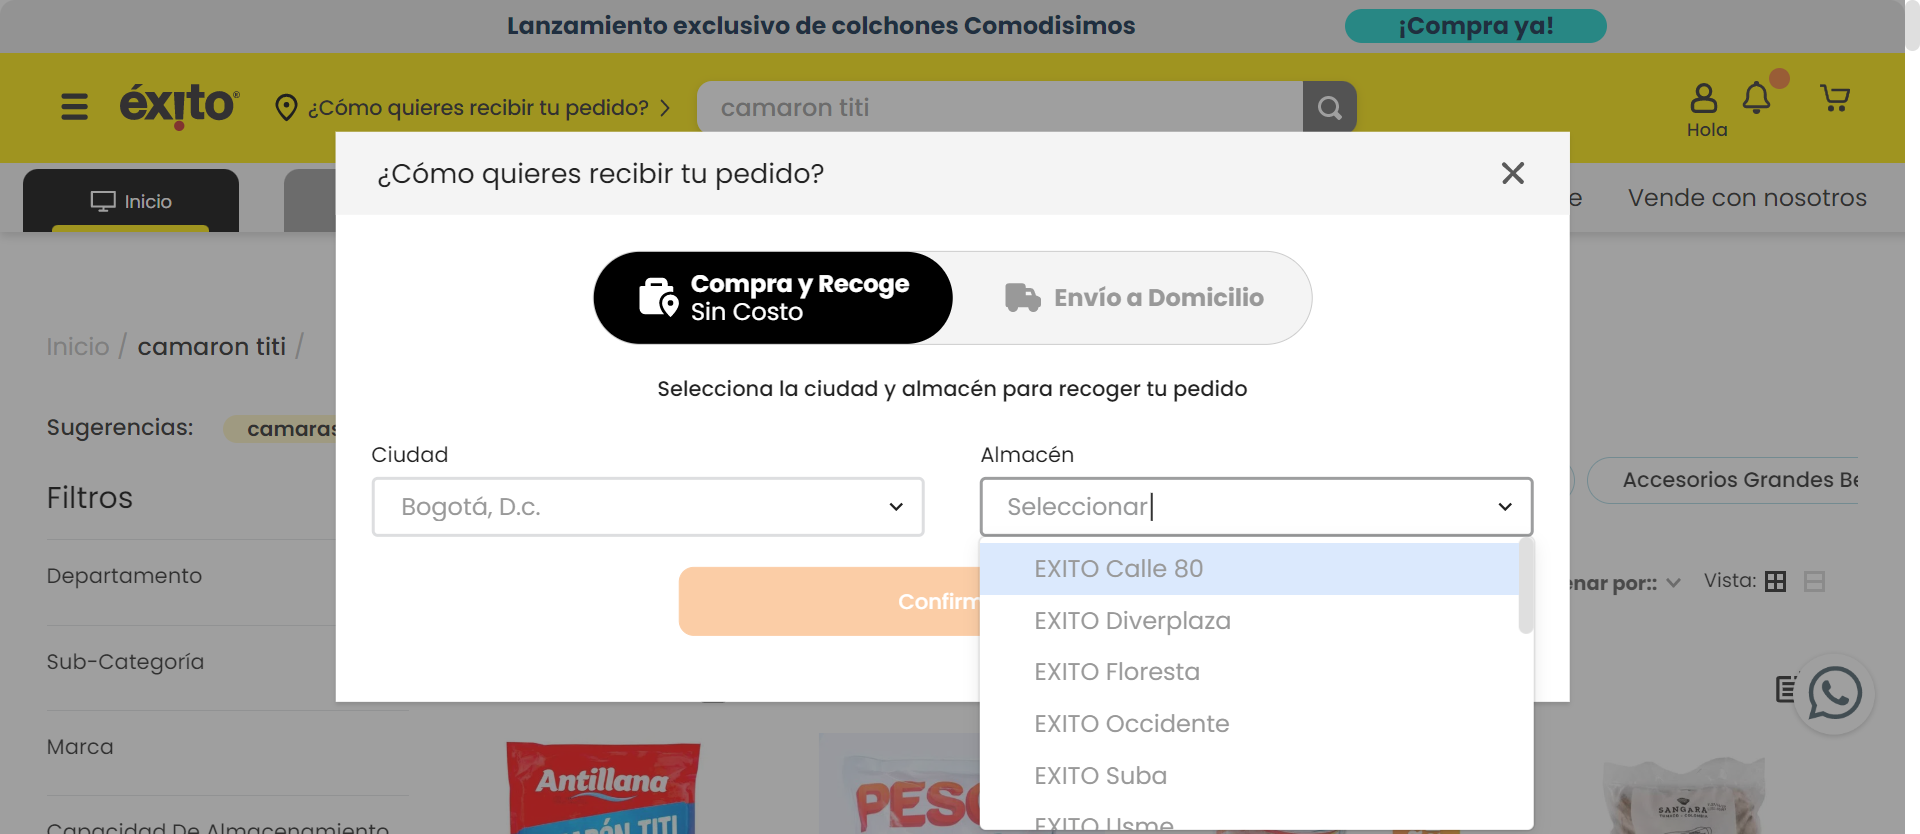 Lanzamiento exclusivo de colchones Comodisimos
¡Compra ya!
éxito®
¿Cómo quieres recibir tu pedido?
camaron titi
Hola
¿Cómo quieres recibir tu pedido?
Inicio
Vende con nosotros
Compra y Recoge
Sin Costo
Envío a Domicilio
Inicio / camaron titi /
Selecciona la ciudad y almacén para recoger tu pedido
Sugerencias:
camaras
Ciudad
Almacén
Bogotá, D.c.
Seleccionar
Accesorios Grandes Be
Filtros
EXITO Calle 80
Departamento
Confirm
enar por::
Vista:
EXITO Diverplaza
Sub-Categoría
EXITO Floresta
EXITO Occidente
Marca
EXITO Suba
Antillana
PESC
SANGARA
EXITO Usme
Capacidad De Almacenamiento
CAMARÓN TITI